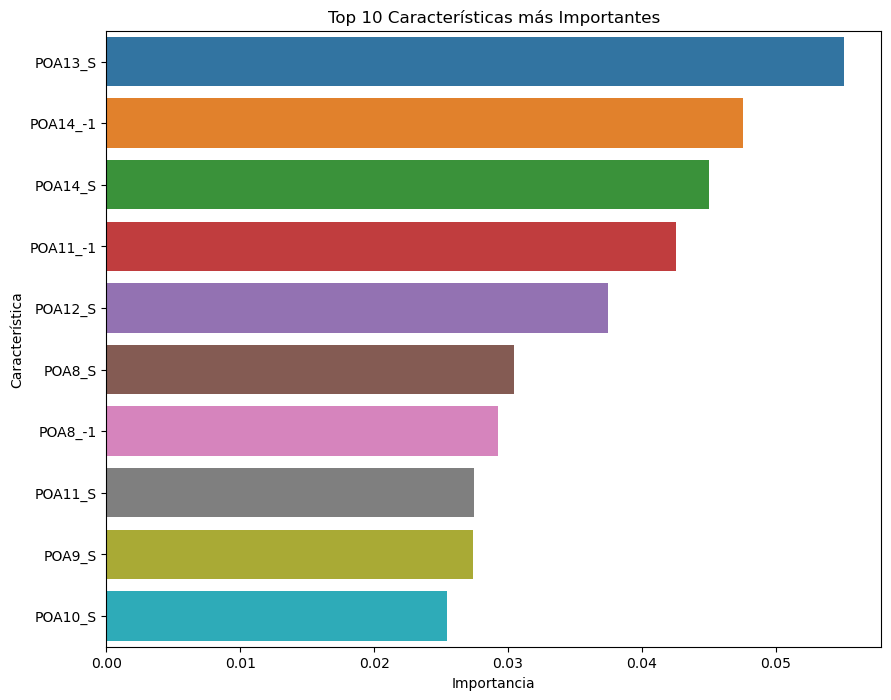 Top 10 Características más Importantes
Característica
POA13_S
POA14_-1
POA14_S
POA11_-1
POA12_S
POA8_S
POA8_-1
POA11_S
POA9_S
POA10_S
0.00 0.01 0.02 0.03 0.04 0.05
Importancia